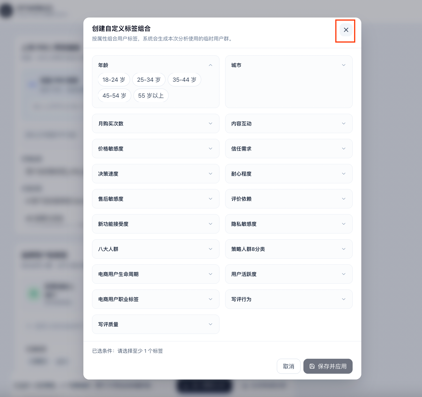 创建自定义标签组合
按属性组合用户标签，系统会生成本次分析使用的临时用户群。
年龄
城市
18-24 岁
25-34 岁
35-44 岁
45-54 岁
55 岁以上
月购买次数
内容互动
价格敏感度
信任需求
决策速度
耐心程度
售后敏感度
评价依赖
新功能接受度
隐私敏感度
八大人群
策略人群8分类
电商用户生命周期
用户活跃度
电商用户职业标签
写评行为
写评质量
已选条件：请选择至少 1 个标签
取消
保存并应用